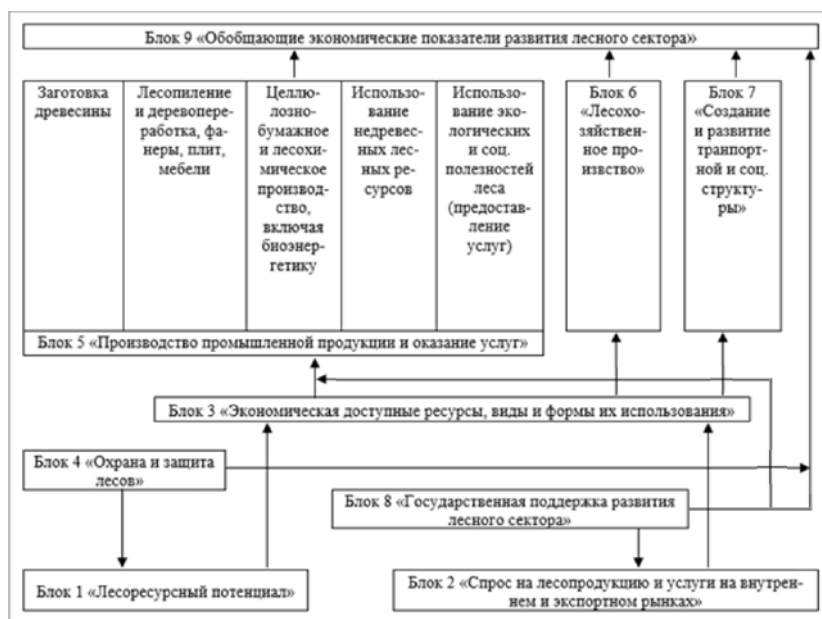 Блок 9 «Обобщающие экономические показатели развития лесного сектора»
Заготовка
древесины
Лесопиление
и деревопере-
работка, фа-
неры, плит,
мебели
Целлю-
лозно-
бумажное
и лесохи-
мическое
производ-
ство,
включая
биоэнер-
гетику
Использо-
вание
недревес-
ных лес-
ных ре-
сурсов
Исполь-
зование эко-
логических
и соц.
полезностей
леса
(предостав-
ление
услуг)
Блок 6
«Лесохо-
зяйствен-
ное про-
извство»
Блок 7
«Создание
и развитие
транпорт-
ной и соц.
структу-
ры»
Блок 5 «Производство промышленной продукции и оказание услуг»
Блок 3 «Экономическая доступные ресурсы, виды и формы их использования»
Блок 4 «Охрана и защита
лесов»
Блок 8 «Государственная поддержка развития
лесного сектора»
Блок 1 «Лесоресурсный потенциал»
Блок 2 «Спрос на лесопродукцию и услуги на внутрен-
нем и экспортном рынках»